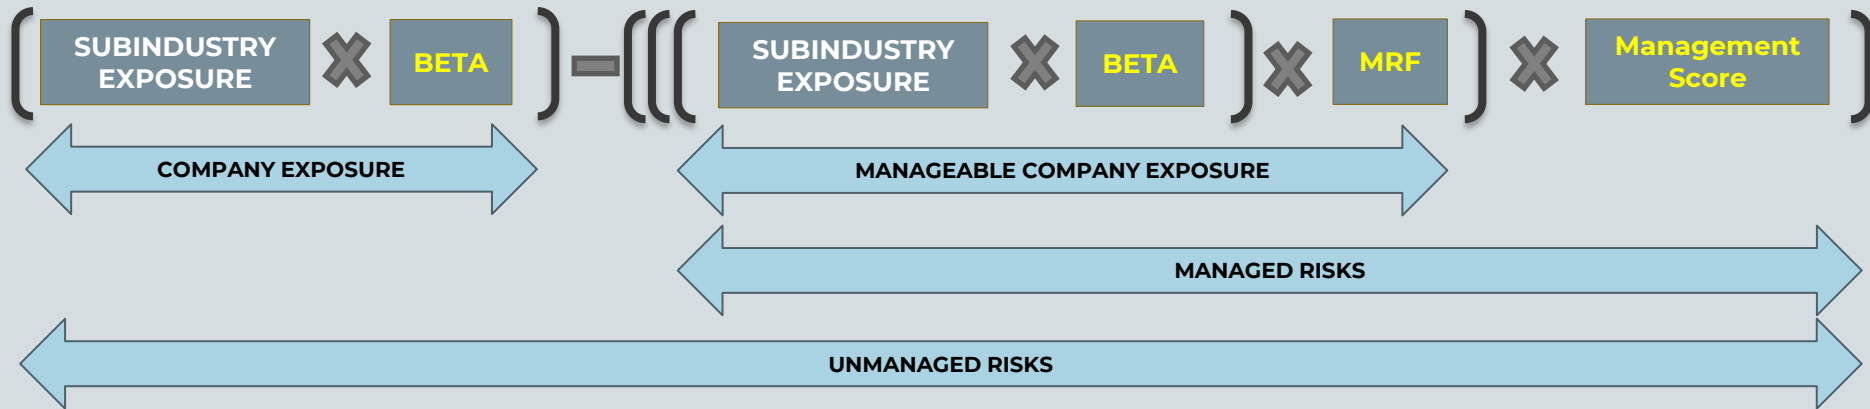 SUBINDUSTRY
EXPOSURE
BETA
SUBINDUSTRY
EXPOSURE
BETA
MRF
Management
Score
COMPANY EXPOSURE
MANAGEABLE COMPANY EXPOSURE
MANAGED RISKS
UNMANAGED RISKS